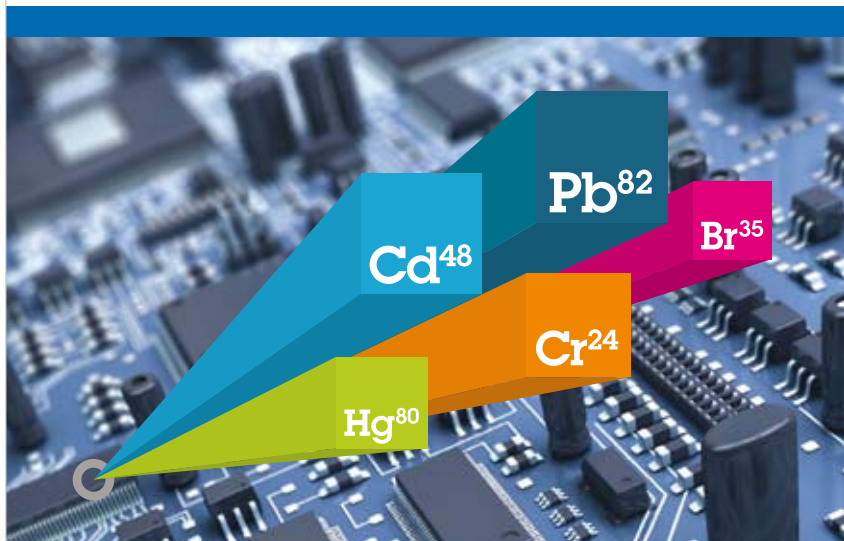 Pb⁸²
Br³⁵
Cd⁴⁸
Cr²⁴
Hg⁸⁰